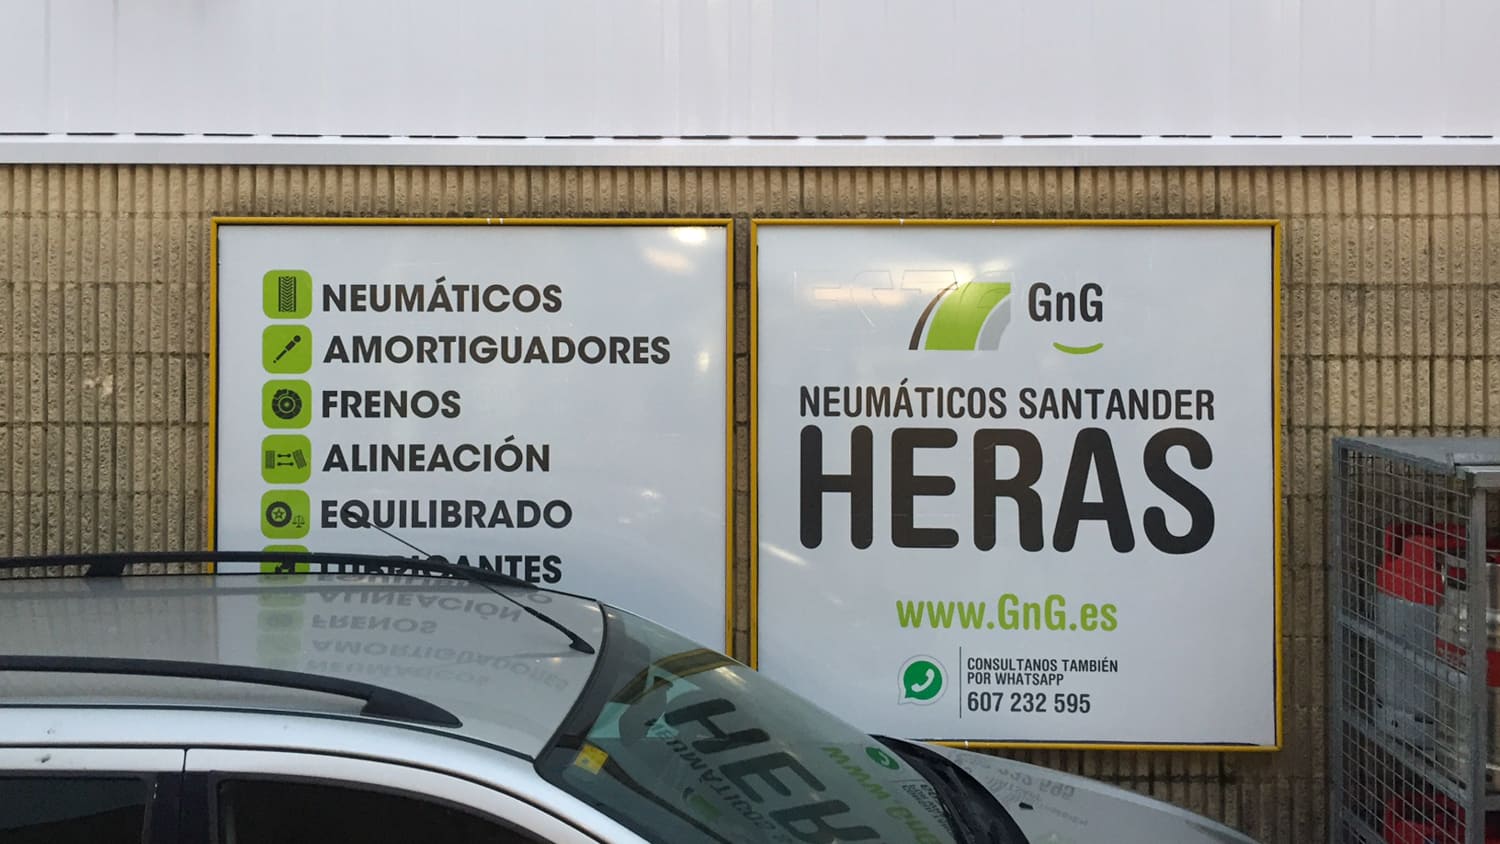 NEUMÁTICOS
AMORTIGUADORES
FRENOS
ALINEACIÓN
EQUILIBRADO
LUBRICANTES
GnG
NEUMÁTICOS SANTANDER
HERAS
www.GnG.es
CONSULTANOS TAMBIÉN
POR WHATSAPP
607 232 595